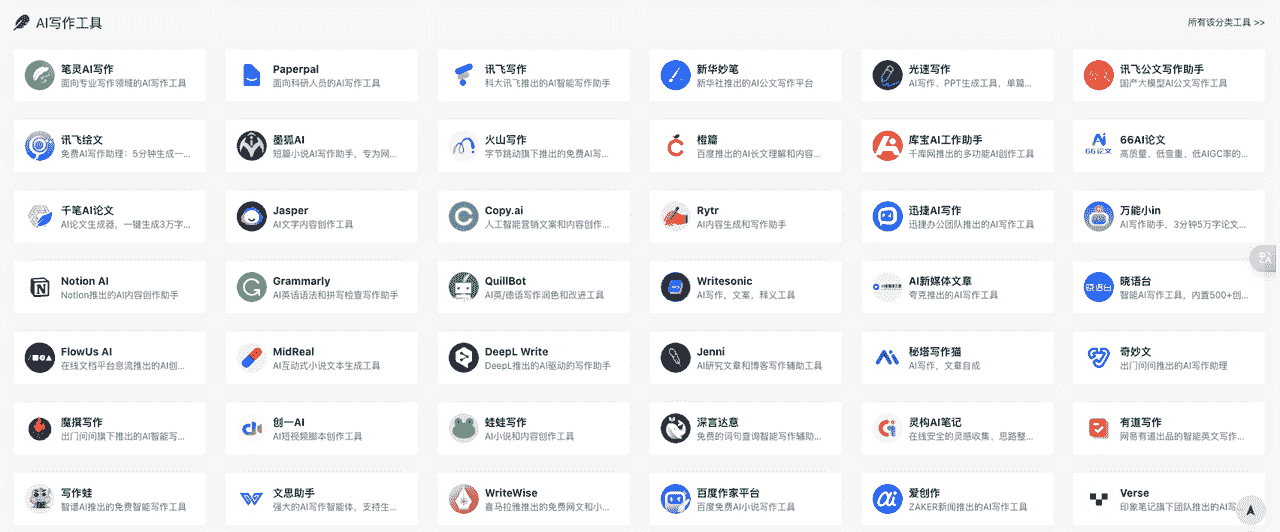 AI写作工具
所有该分类工具 >>
笔灵AI写作
面向专业写作领域的AI写作工具
Paperpal
面向科研人员的AI写作工具
讯飞写作
科大讯飞推出的AI智能写作助手
新华妙笔
新华社推出的AI公文写作平台
光速写作
AI写作、PPT生成工具，单篇...
讯飞公文写作助手
国产大模型AI公文写作工具
讯飞绘文
免费AI写作助理：5分钟生成一...
墨狐AI
短篇小说AI写作助手，专为网...
火山写作
字节跳动旗下推出的免费AI写...
橙篇
百度推出的AI长文理解和内容...
库宝AI工作助手
千库网推出的多功能AI创作工具
66AI论文
高质量、低查重、低AIGC率的...
千笔AI论文
AI论文生成器，一键生成3万字...
Jasper
AI文字内容创作工具
Copy.ai
人工智能营销文案和内容创作...
Rytr
AI内容生成和写作助手
迅捷AI写作
迅捷办公团队推出的AI写作工具
万能小in
AI写作助手，3分钟5万字论文...
Notion AI
Notion推出的AI内容创作助手
Grammarly
AI英语语法和拼写检查写作助手
QuillBot
AI英/德语写作润色和改进工具
Writesonic
AI写作，文案，释义工具
AI新媒体文章
夸克推出的AI写作工具
晓语台
智能AI写作工具，内置500+创...
FlowUs AI
在线文档平台息流推出的AI创...
MidReal
AI互动式小说文本生成工具
DeepL Write
DeepL推出的AI驱动的写作助手
Jenni
AI研究文章和博客写作辅助工具
秘塔写作猫
AI写作，文章自成
奇妙文
出门问问推出的AI写作助理
魔撰写作
出门问问旗下推出的AI智能写...
创一AI
AI短视频脚本创作工具
蛙蛙写作
AI小说和内容创作工具
深言达意
免费的词句查询智能写作辅助...
灵构AI笔记
在线安全的灵感收集、思路整...
有道写作
网易有道出品的智能英文写作...
写作蛙
智谱AI推出的免费智能写作工具
文思助手
强大的AI写作智能体，支持生...
WriteWise
喜马拉雅推出的免费网文和小...
百度作家平台
百度免费AI小说写作工具
爱创作
ZAKER新闻推出的AI写作工具
Verse
印象笔记旗下团队推出的AI写...